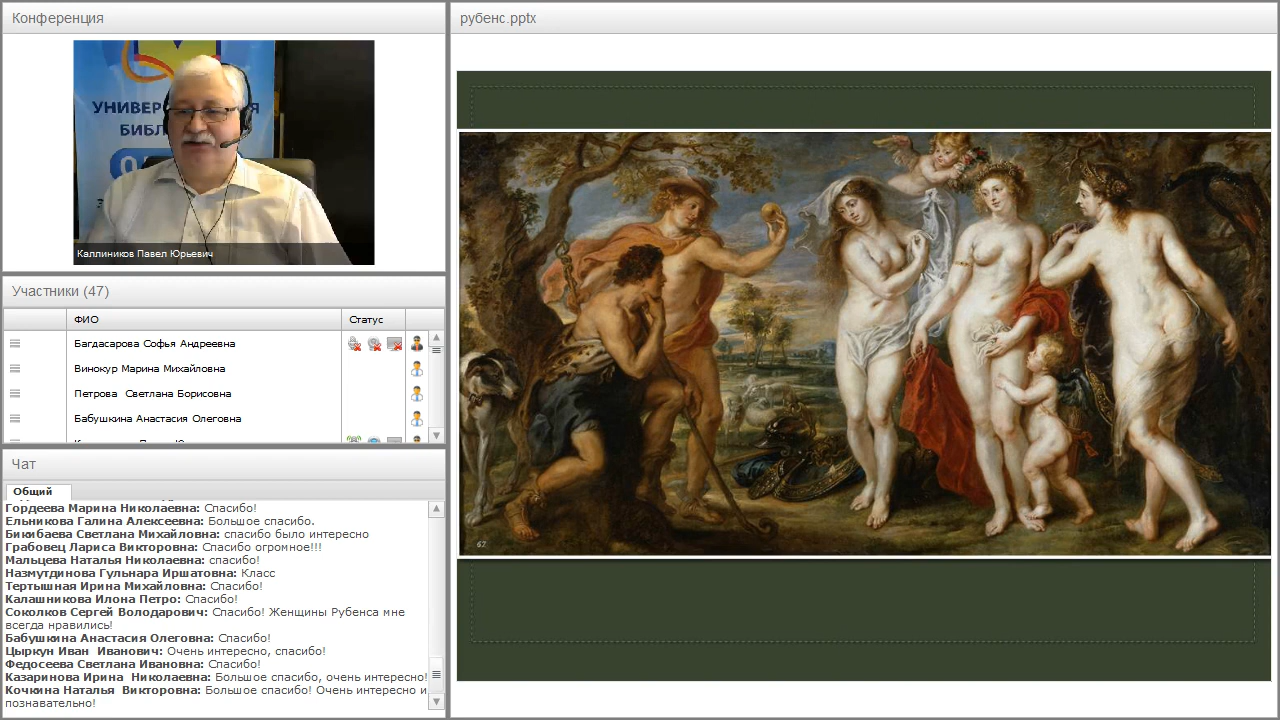 Конференция
УНИВЕР
АЯ
БИБЛ
Каллиников Павел Юрьевич
Участники (47)
ФИО
Статус
Багдасарова Софья Андреевна
Винокур Марина Михайловна
Петрова Светлана Борисовна
Бабушкина Анастасия Олеговна
Чат
Общий
Гордеева Марина Николаевна: Спасибо!
Ельникова Галина Алексеевна: Большое спасибо.
Бикибаева Светлана Михайловна: спасибо было интересно
Грабовец Лариса Викторовна: Спасибо огромное!!!
Мальцева Наталья Николаевна: спасибо!
Назмутдинова Гульнара Иршатовна: Класс
Тертышная Ирина Михайловна: Спасибо!
Калашникова Илона Петро: Спасибо!
Соколков Сергей Володарович: Спасибо! Женщины Рубенса мне
всегда нравились!
Бабушкина Анастасия Олеговна: Спасибо!
Цыркун Иван Иванович: Очень интересно, спасибо!
Федосеева Светлана Ивановна: Спасибо!
Казаринова Ирина Николаевна: Большое спасибо, очень интересно!
Кочкина Наталья Викторовна: Большое спасибо! Очень интересно и
познавательно!
рубенс.pptx
67